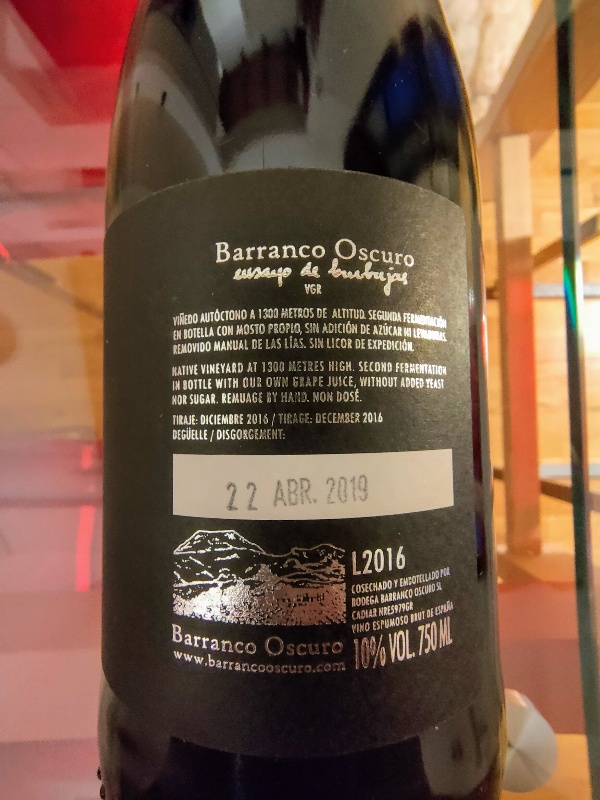 Barranco Oscuro
ensayo de burbujas
VGR
VIÑEDO AUTÓCTONO A 1300 METROS DE ALTITUD. SEGUNDA FERMENTACIÓN
EN BOTELLA CON MOSTO PROPIO, SIN ADICIÓN DE AZÚCAR NI LEVADURAS.
REMOVIDO MANUAL DE LAS LÍAS. SIN LICOR DE EXPEDICIÓN.
NATIVE VINEYARD AT 1300 METRES HIGH. SECOND FERMENTATION
IN BOTTLE WITH OUR OWN GRAPE JUISCE, WITHOUT ADDED YEAST
NOR SUGAR. REMUAGE BY HAND. NON DOSÉ.
TIRAJE: DICIEMBRE 2016 / TIRAGE: DECEMBER 2016
DEGÜELLE / DISGORGEMENT:
22 ABR. 2019
L2016
COSECHADO Y EMBOTELLADO POR
BODEGA BARRANCO OSCURO SL
CADIAR NRE5979GR
VINO ESPUMOSO BRUT DE ESPAÑA
10% VOL. 750 ML
Barranco Oscuro
www.barrancooscuro.com